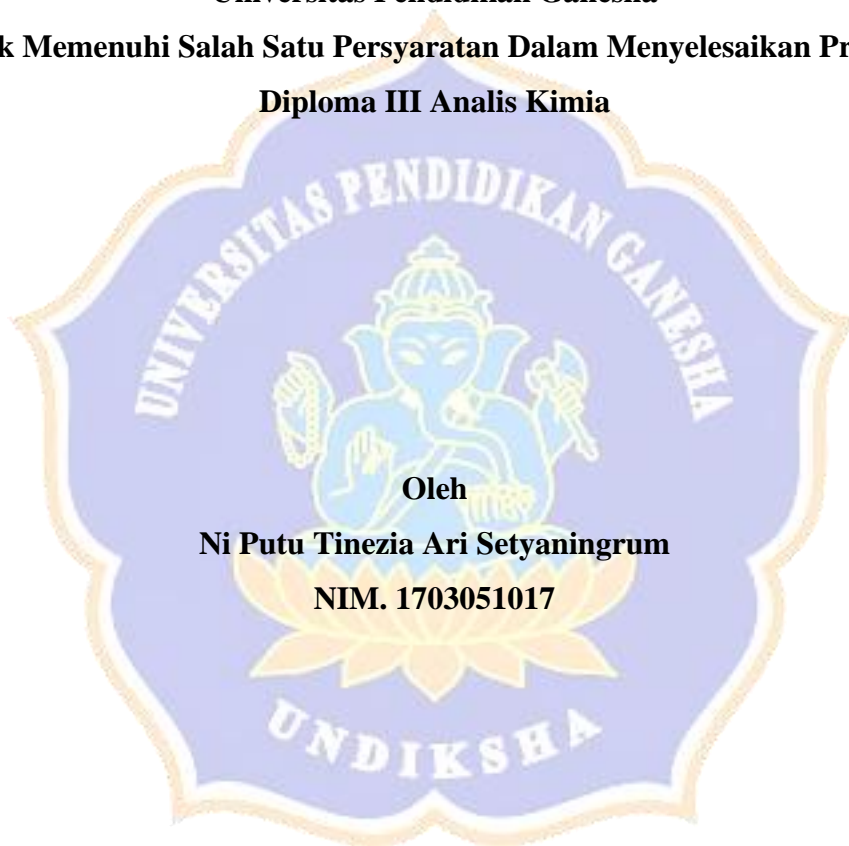 Universitas Pendidikan Ganesha
k Memenuhi Salah Satu Persyaratan Dalam Menyelesaikan Pr
Diploma III Analis Kimia
UNIVERSITAS PENDIDIKAN GANESHA
Oleh
Ni Putu Tinezia Ari Setyaningrum
NIM. 1703051017
UNDIKSHA